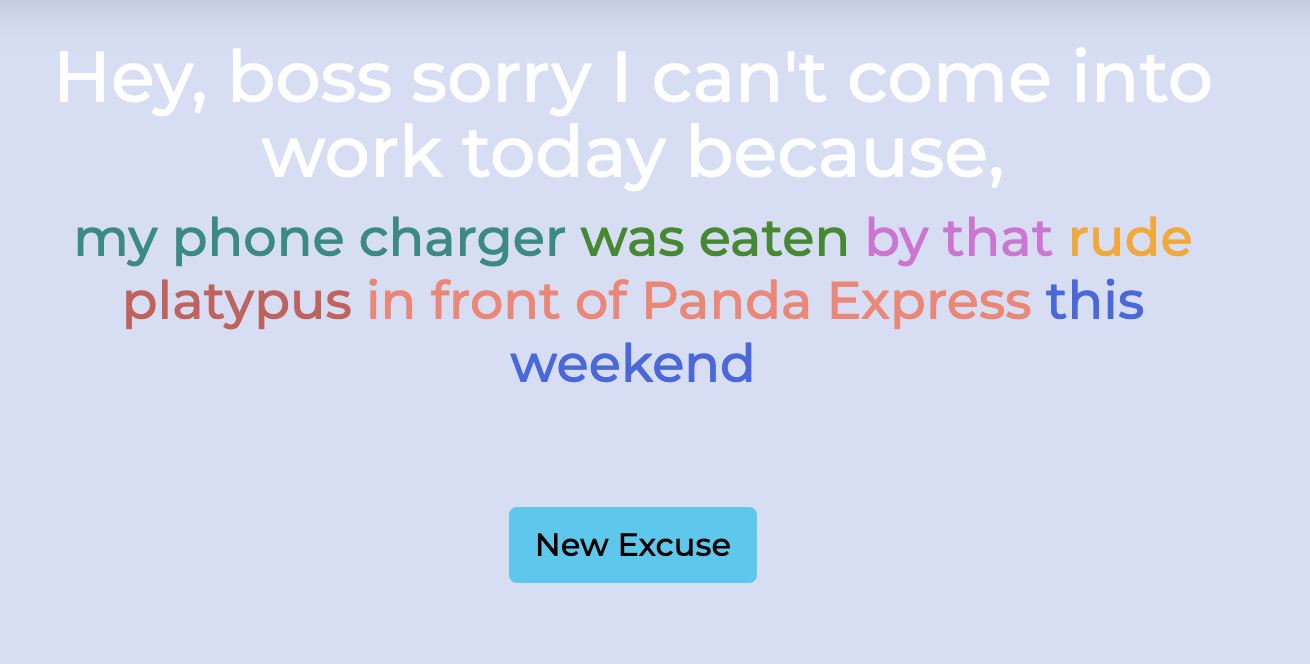 Hey, boss sorry I can't come into
work today because,
my phone charger was eaten by that rude
platypus in front of Panda Express this
weekend
New Excuse